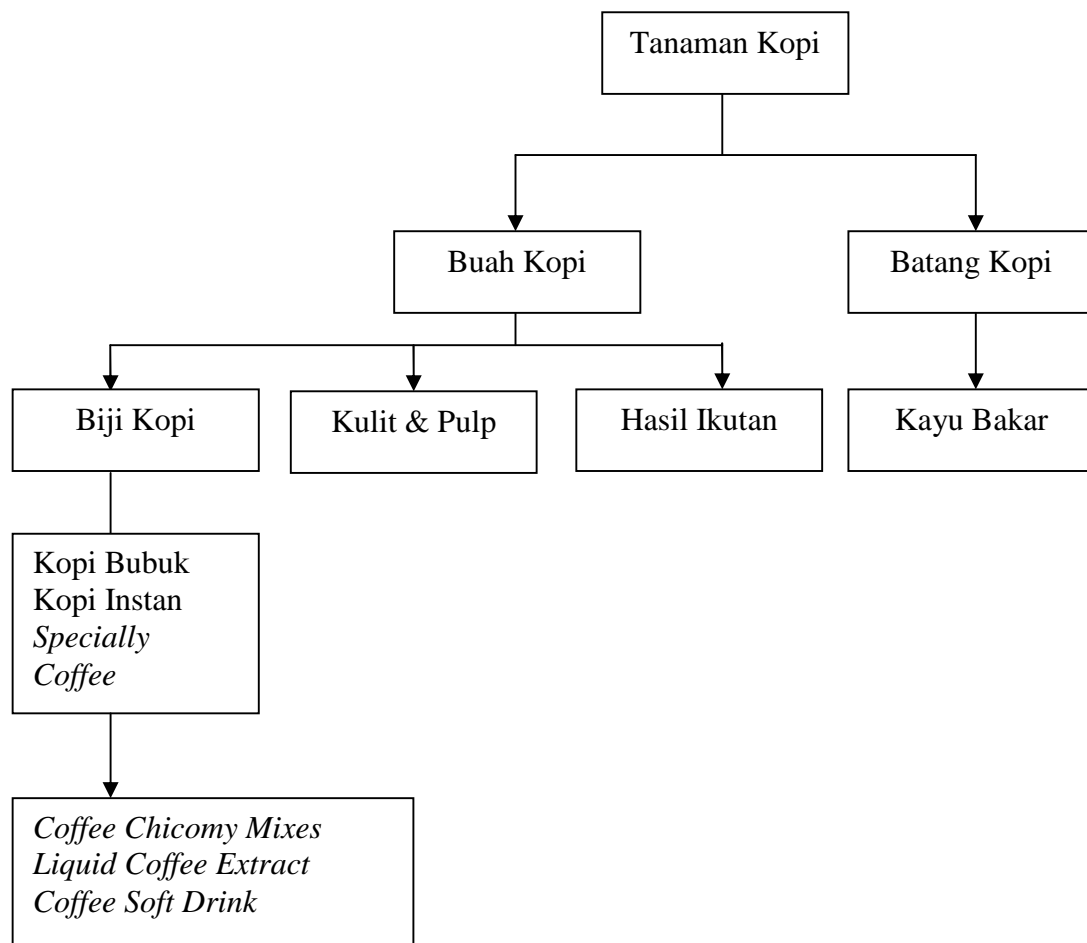 Tanaman Kopi
Buah Kopi
Batang Kopi
Biji Kopi
Kulit & Pulp
Hasil Ikutan
Kayu Bakar
Kopi Bubuk
Kopi Instan
Specially
Coffee
Coffee Chicomy Mixes
Liquid Coffee Extract
Coffee Soft Drink